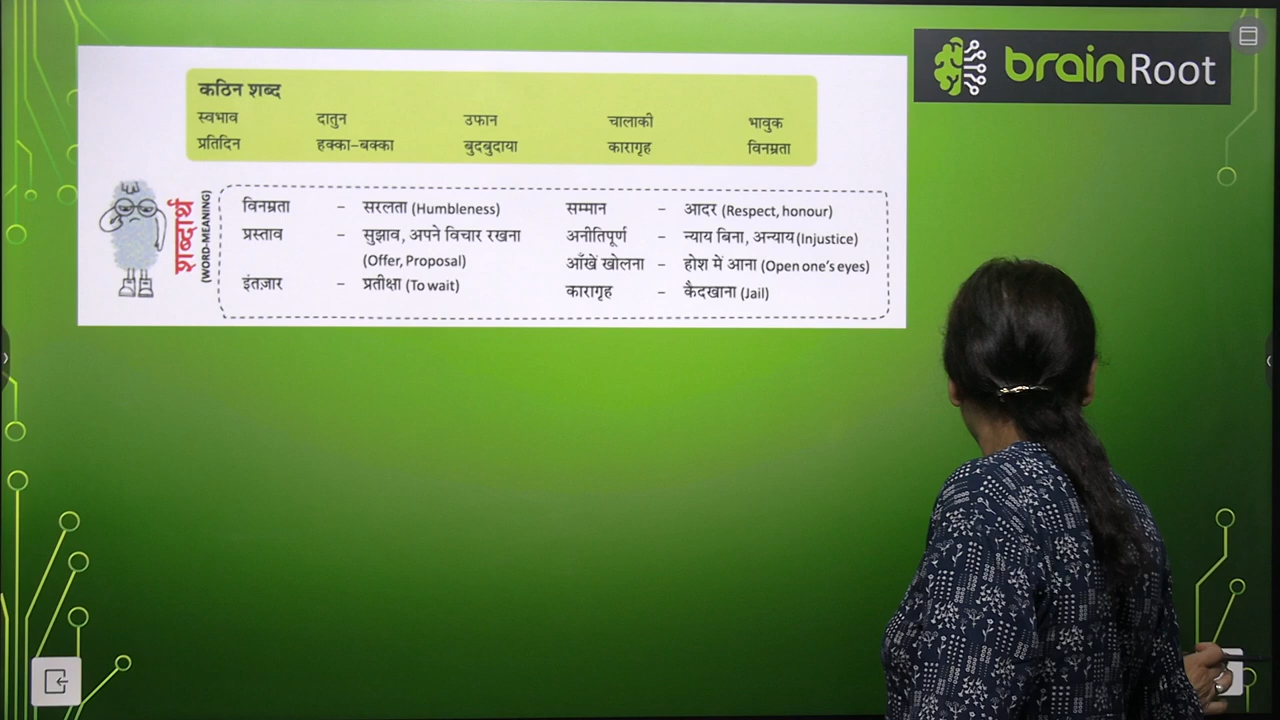 brainRoot
कठिन शब्द
स्वभाव दातुन उफान चालाकी भावुक
प्रतिदिन हक्का-बक्का बुदबुदाया कारागृह विनम्रता
शब्दार्थ
(WORD-MEANING)
विनम्रता – सरलता (Humbleness)
प्रस्ताव – सुझाव, अपने विचार रखना
(Offer, Proposal)
इंतज़ार – प्रतीक्षा (To wait)
सम्मान – आदर (Respect, honour)
अनीतिपूर्ण – न्याय बिना, अन्याय (Injustice)
आँखें खोलना – होश में आना (Open one's eyes)
कारागृह – कैदखाना (Jail)